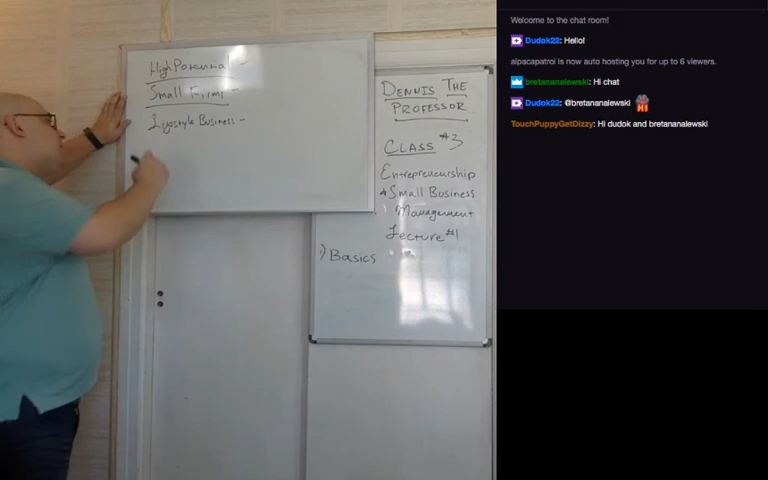 High Potential -
Small Firms -
Lifestyle Business -
DENNIS THE
PROFESSOR
CLASS #3
Entrepreneurship
*Small Business
Management
Lecture #1
1) Basics
Welcome to the chat room!
Dudok22: Hello!
alpacapatrol is now auto hosting you for up to 6 viewers.
bretananalewski: Hi chat
Dudok22: @bretananalewski HI
TouchPuppyGetDizzy: Hi dudok and bretananalewski